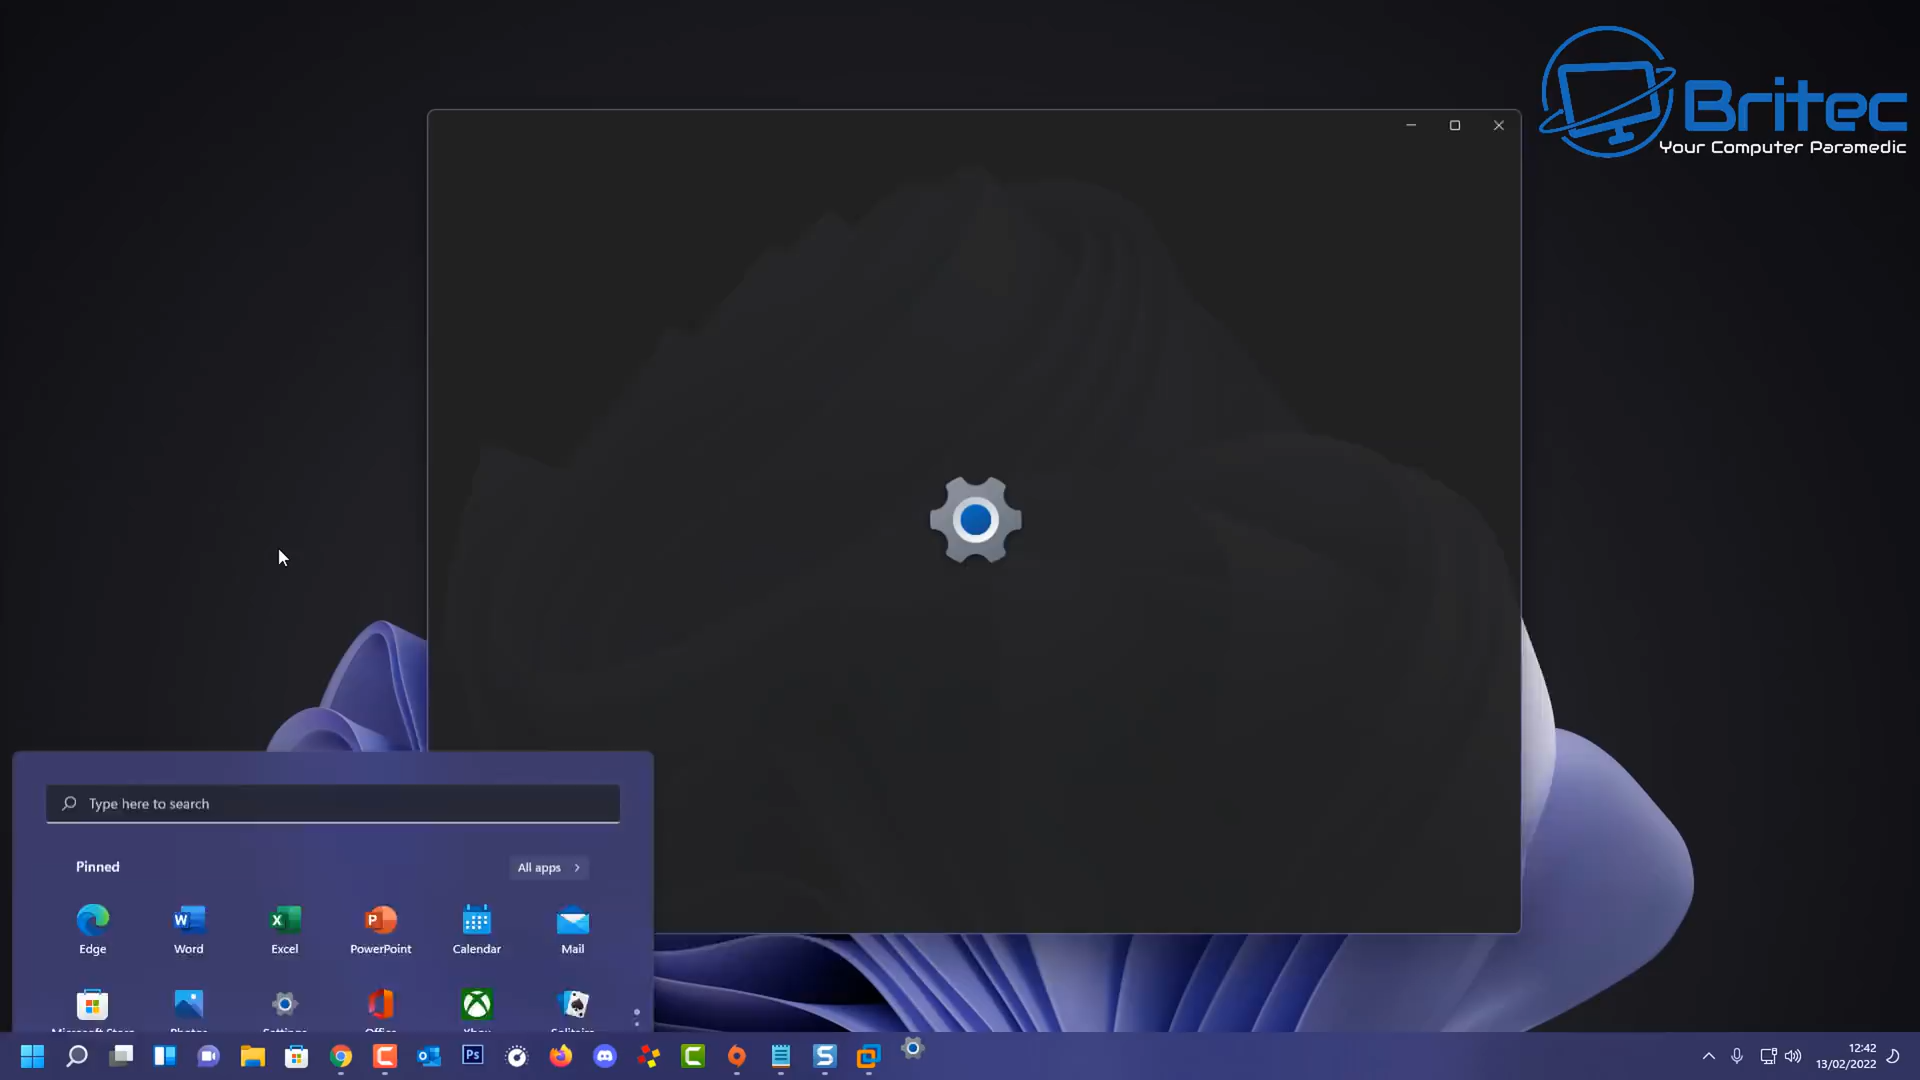 Britec
Your Computer Paramedic
Type here to search
Pinned
All apps
Edge
Word
Excel
PowerPoint
Calendar
Mail
Microsoft Store
Photos
Settings
Office
Xbox
Solitaire
Ps
12:42
13/02/2022